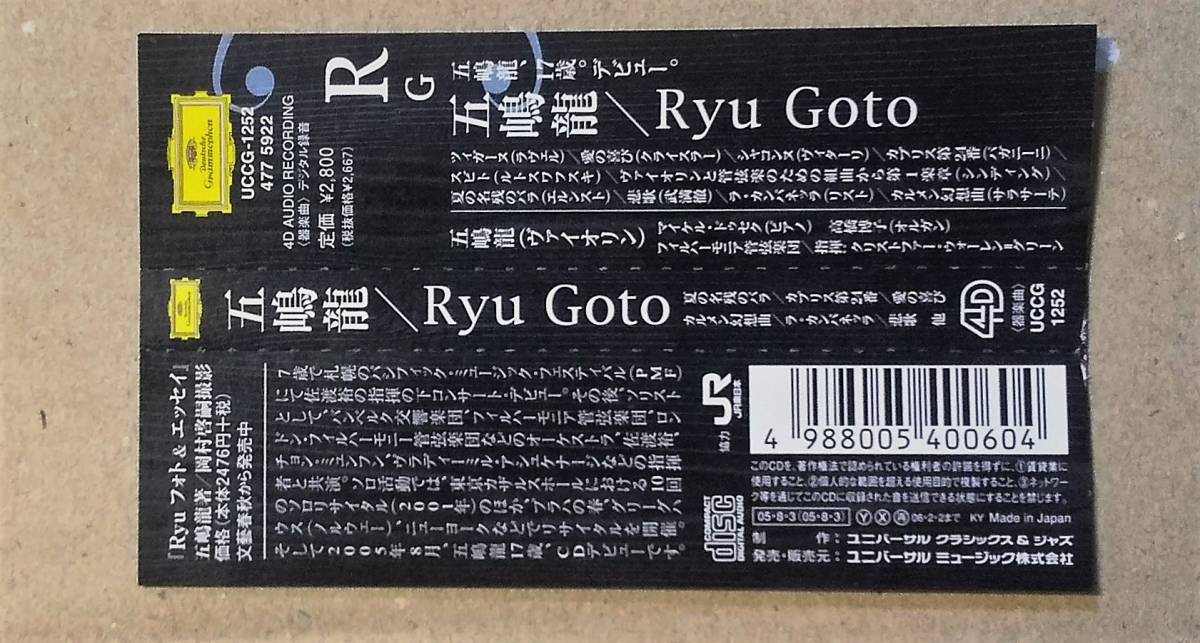 Deutsche
Grammophon
UCCG-1252
477 5922
4D AUDIO RECORDING
〈器楽曲〉デジタル録音
定価 ¥2,800
(税抜価格¥2,667)
R
G
五嶋龍、17歳。デビュー。
五嶋龍／Ryu Goto
ツィガーヌ(ラヴェル)／愛の喜び(クライスラー)／シャコンヌ(ヴィターリ)／カプリス第24番(パガニーニ)／
スビト(ルトスワフスキ)／ヴァイオリンと管弦楽のための組曲から第1楽章(シンディング)／
夏の名残のバラ(エルンスト)／悲歌(武満徹)／ラ・カンパネッラ(リスト)／カルメン幻想曲(サラサーテ)
五嶋龍(ヴァイオリン)
マイケル・ドゥセク(ピアノ) 高橋博子(オルガン)
フィルハーモニア管弦楽団／指揮:クリストファー・ウォーレン=グリーン
五嶋龍／Ryu Goto
夏の名残のバラ／カプリス第24番／愛の喜び
カルメン幻想曲／ラ・カンパネッラ／悲歌 他
4D
〈器楽曲〉
UCCG
1252
『Ryu フォト&エッセイ』
五嶋龍著／岡村啓嗣撮影
価格(本体2476円+税)
文藝春秋から発売中
7歳で札幌のパシフィック・ミュージック・フェスティバル(PMF)
にて佐渡裕の指揮の下コンサート・デビュー。その後、ソリスト
として、バンベルク交響楽団、フィルハーモニア管弦楽団、ロン
ドン・フィルハーモニー管弦楽団などのオーケストラ、佐渡裕、
チョン・ミュンフン、ヴラディーミル・アシュケナージなどの指揮
者と共演。ソロ活動では、東京カザルスホールにおける10回
のソロリサイタル(2001年)のほか、プラハの春、グリーグハ
ウス(ノルウェー)、ニューヨークなどでリサイタルを開催。
そして2005年8月、五嶋龍17歳、CDデビューです。
協力
JR
JR東日本
4 988005 400604
このCDを、著作権法で認められている権利者の許諾を得ずに、①賃貸業に
使用すること、②個人的な範囲を超える使用目的で複製すること、③ネットワー
ク等を通じてこのCDに収録された音を送信できる状態にすることを禁じます。
COMPACT
disc
DIGITAL AUDIO
05・8・3(05・8・3) Y X 再 06・2・2まで KY Made in Japan
制 作:ユニバーサル クラシックス&ジャズ
発売・販売元:ユニバーサル ミュージック株式会社